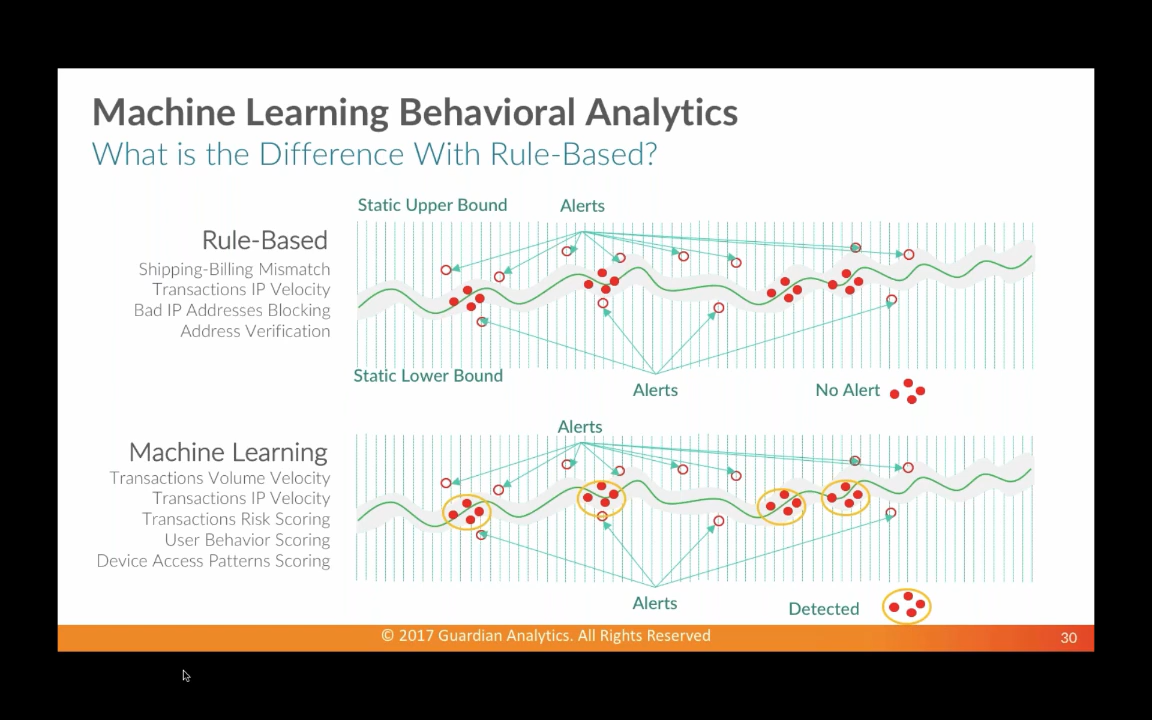 Machine Learning Behavioral Analytics
What is the Difference With Rule-Based?
Static Upper Bound
Alerts
Rule-Based
Shipping-Billing Mismatch
Transactions IP Velocity
Bad IP Addresses Blocking
Address Verification
Static Lower Bound
Alerts
No Alert
Alerts
Machine Learning
Transactions Volume Velocity
Transactions IP Velocity
Transactions Risk Scoring
User Behavior Scoring
Device Access Patterns Scoring
Alerts
Detected
© 2017 Guardian Analytics. All Rights Reserved
30